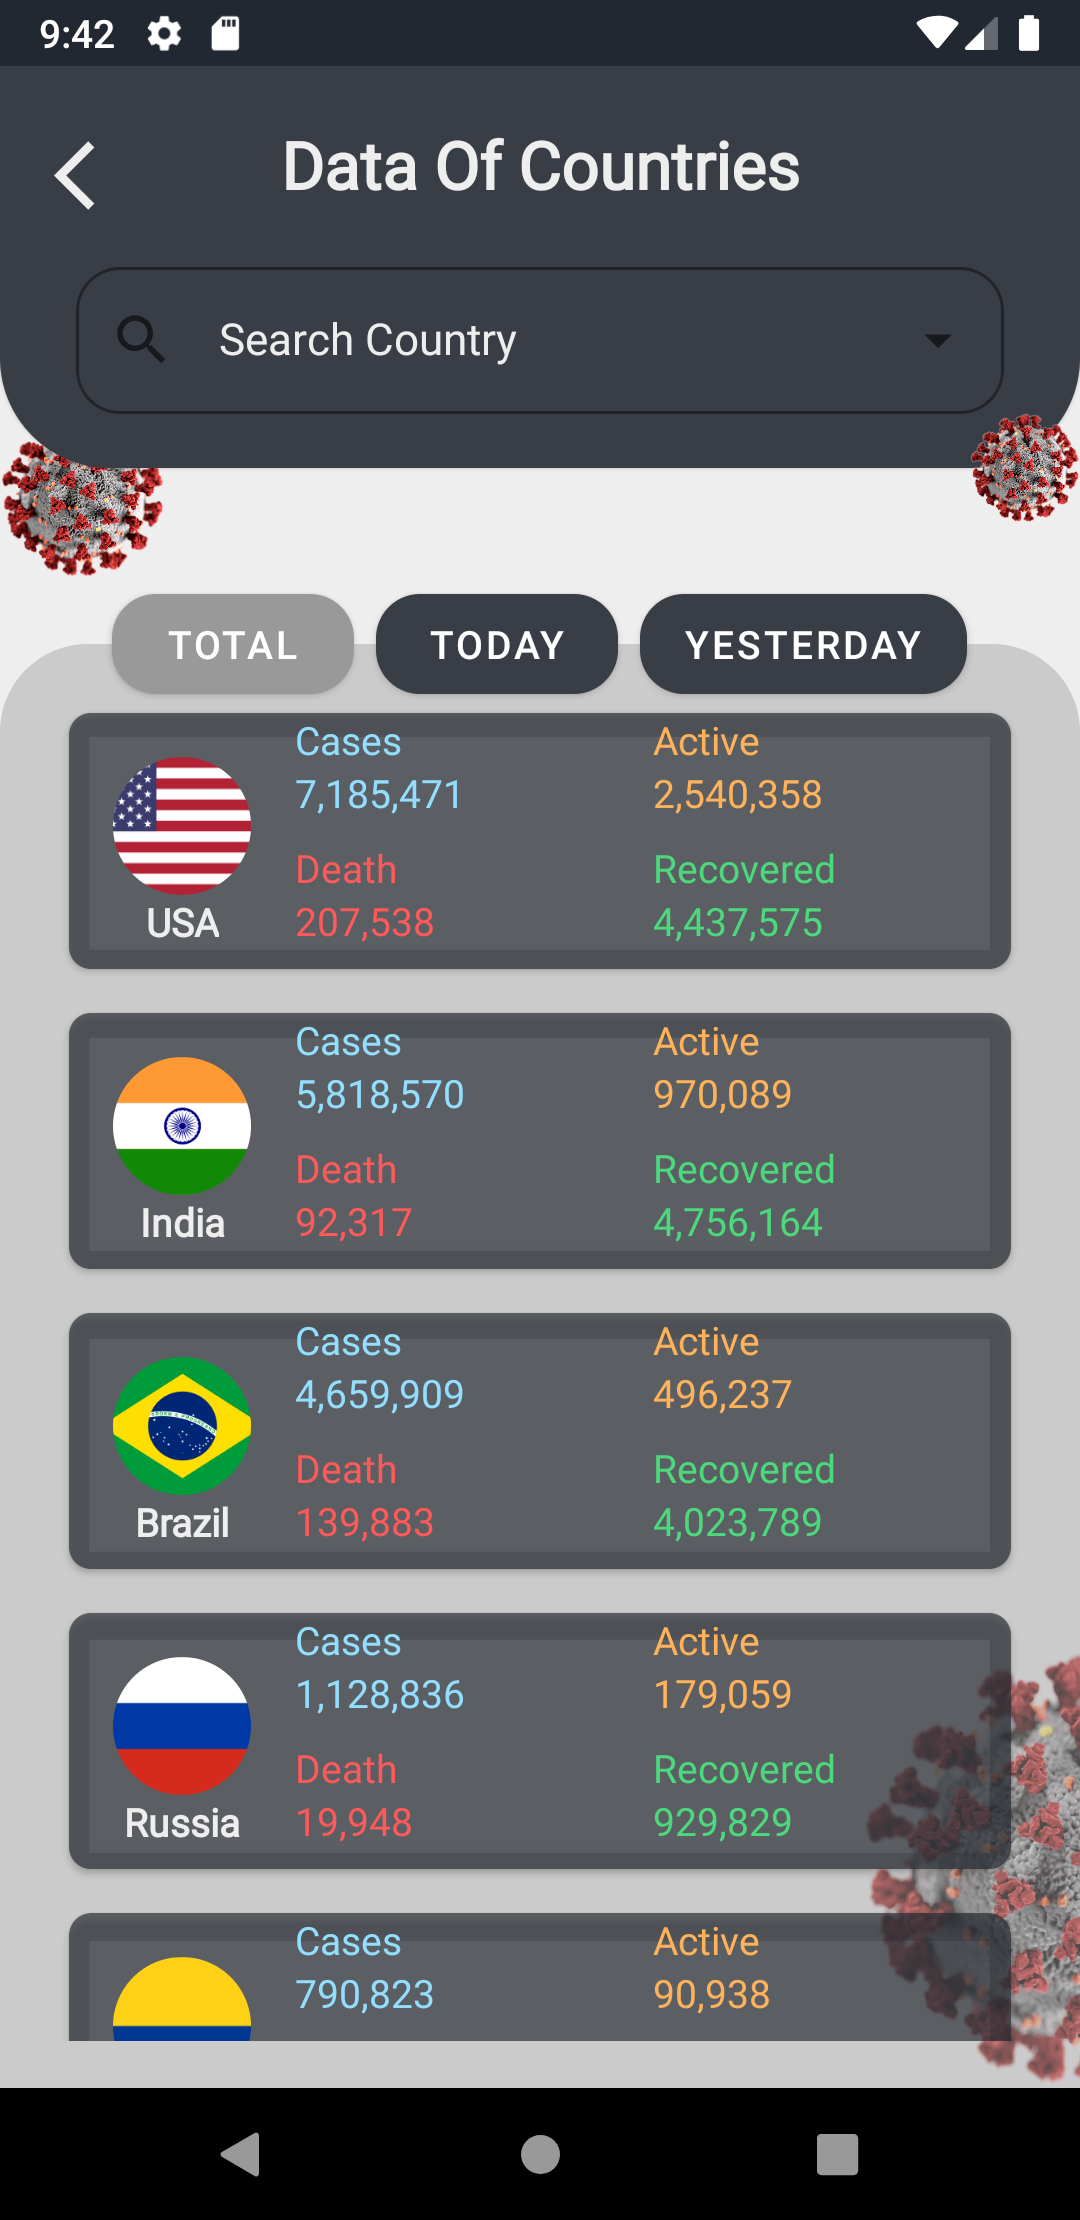 9:42
Data Of Countries
Search Country
TOTAL TODAY YESTERDAY
Cases Active
7,185,471 2,540,358
Death Recovered
USA 207,538 4,437,575
Cases Active
5,818,570 970,089
Death Recovered
India 92,317 4,756,164
Cases Active
4,659,909 496,237
Death Recovered
Brazil 139,883 4,023,789
Cases Active
1,128,836 179,059
Death Recovered
Russia 19,948 929,829
Cases Active
790,823 90,938